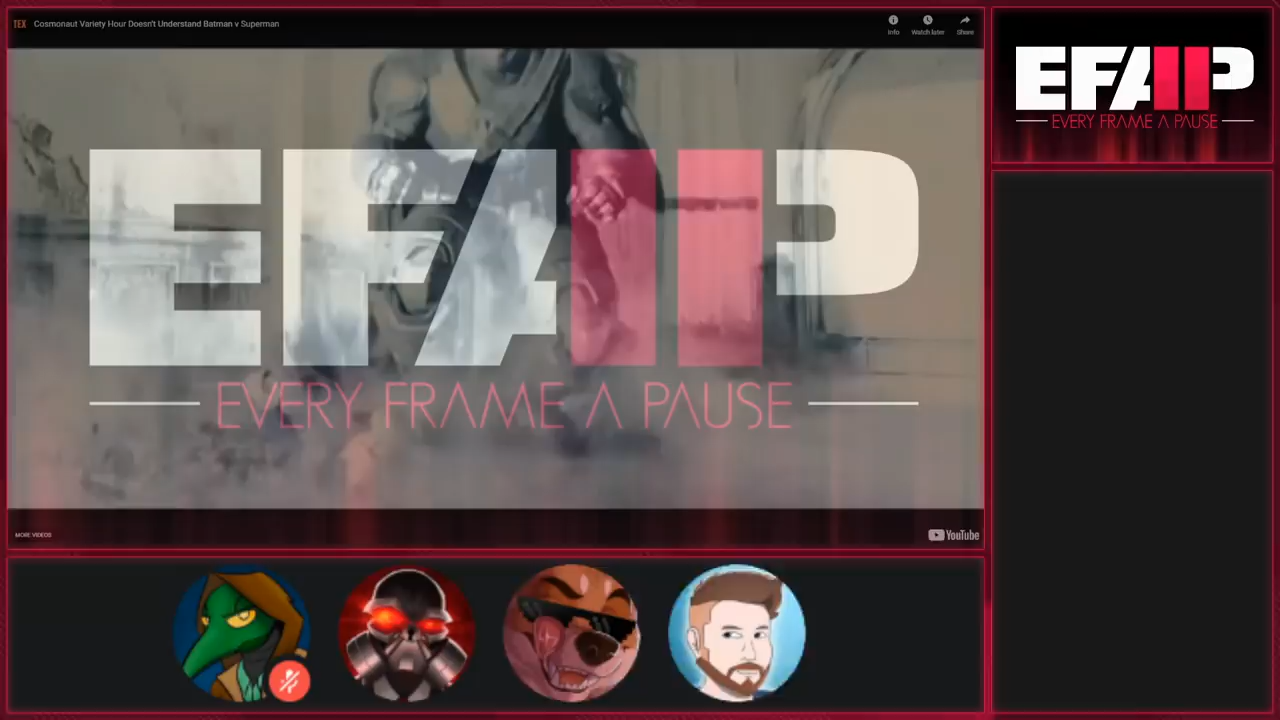 TEX Cosmonaut Variety Hour Doesn't Understand Batman v Superman
Info
Watch later
Share
EFAP
EVERY FRAME A PAUSE
MORE VIDEOS
YouTube
EFAP
EVERY FRAME A PAUSE